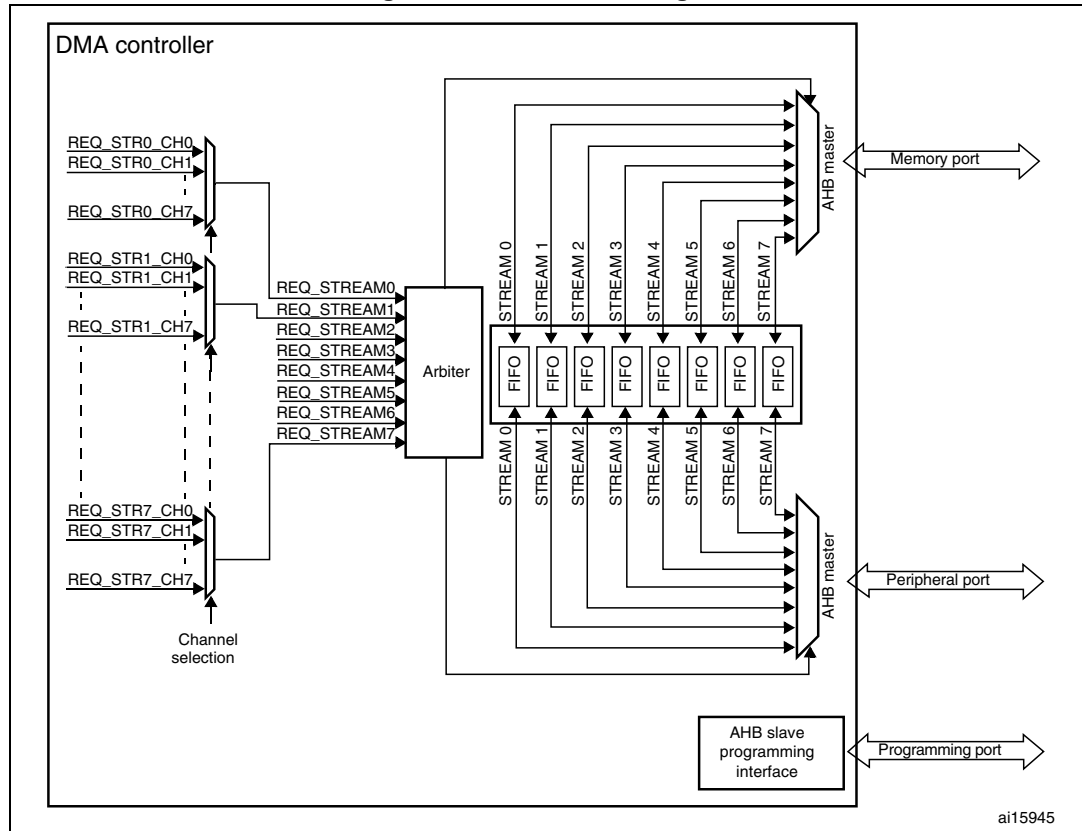 DMA controller
REQ_STR0_CH0
REQ_STR0_CH1
REQ_STR0_CH7
REQ_STR1_CH0
REQ_STR1_CH1
REQ_STR1_CH7
REQ_STR7_CH0
REQ_STR7_CH1
REQ_STR7_CH7
Channel
selection
REQ_STREAM0
REQ_STREAM1
REQ_STREAM2
REQ_STREAM3
REQ_STREAM4
REQ_STREAM5
REQ_STREAM6
REQ_STREAM7
Arbiter
STREAM 0
STREAM 1
STREAM 2
STREAM 3
STREAM 4
STREAM 5
STREAM 6
STREAM 7
FIFO
FIFO
FIFO
FIFO
FIFO
FIFO
FIFO
FIFO
STREAM 0
STREAM 1
STREAM 2
STREAM 3
STREAM 4
STREAM 5
STREAM 6
STREAM 7
AHB master
Memory port
AHB master
Peripheral port
AHB slave
programming
interface
Programming port
ai15945